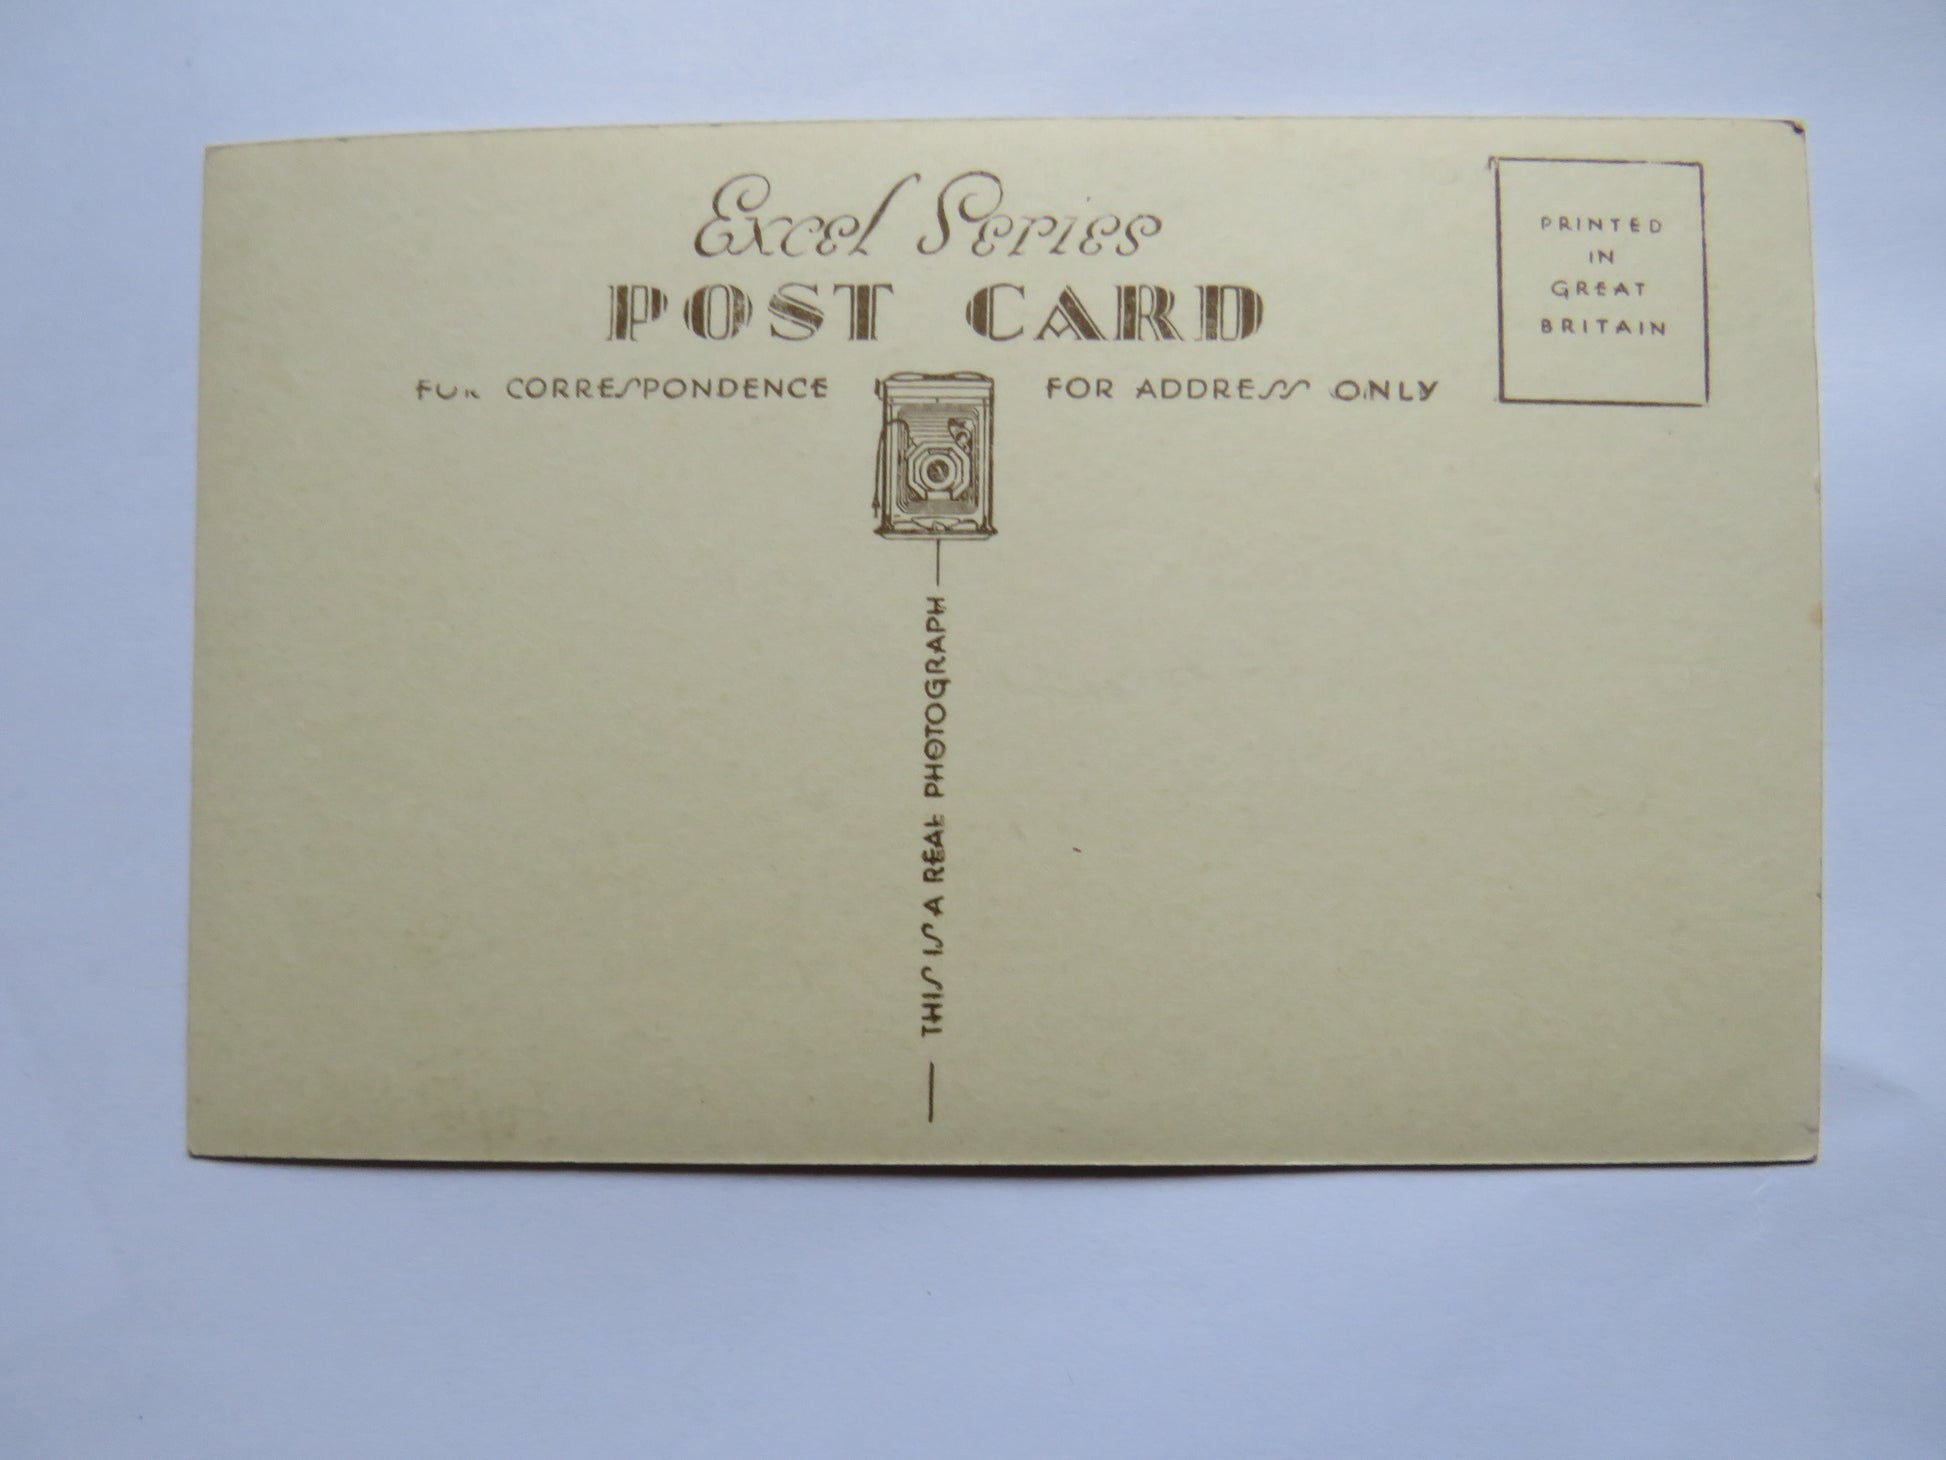 Excel Series
POST CARD
FOR CORRESPONDENCE
FOR ADDRESS ONLY
PRINTED
IN
GREAT
BRITAIN
THIS IS A REAL PHOTOGRAPH